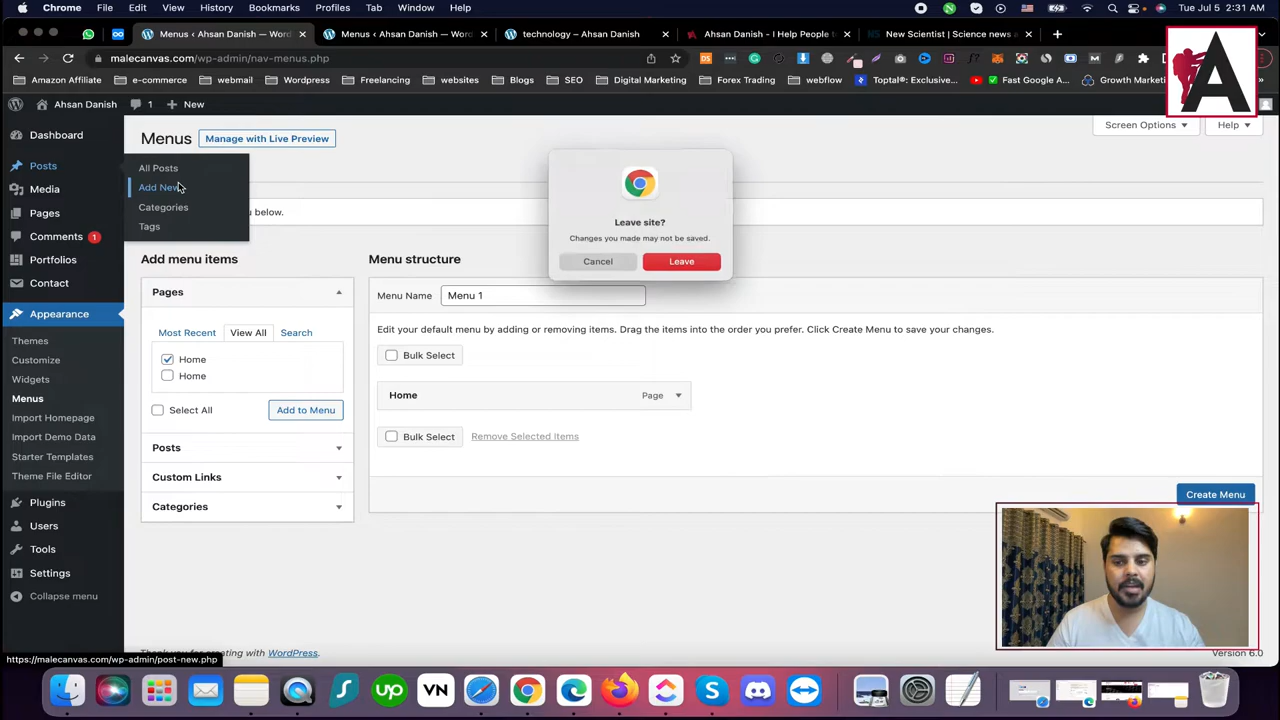 Chrome File Edit View History Bookmarks Profiles Tab Window Help Tue Jul 5 2:31 AM
Menus ‹ Ahsan Danish — Word Menus ‹ Ahsan Danish — Word technology – Ahsan Danish Ahsan Danish - I Help People to New Scientist | Science news a
malecanvas.com/wp-admin/nav-menus.php
Amazon Affiliate e-commerce webmail Wordpress Freelancing websites Blogs SEO Digital Marketing Forex Trading webflow Toptal®: Exclusive... Fast Google A... Growth Market
Ahsan Danish 1 New
A
Dashboard
Posts
Media
Pages
Comments 1
Portfolios
Contact
Appearance
Themes
Customize
Widgets
Menus
Import Homepage
Import Demo Data
Starter Templates
Theme File Editor
Plugins
Users
Tools
Settings
Collapse menu
All Posts
Add New
Categories
Tags
Menus Manage with Live Preview
Screen Options Help
below.
Leave site?
Changes you made may not be saved.
Cancel Leave
Add menu items
Pages
Most Recent View All Search
Home
Home
Select All Add to Menu
Posts
Custom Links
Categories
Menu structure
Menu Name Menu 1
Edit your default menu by adding or removing items. Drag the items into the order you prefer. Click Create Menu to save your changes.
Bulk Select
Home Page
Bulk Select Remove Selected Items
Create Menu
with WordPress.
Version 6.0
https://malecanvas.com/wp-admin/post-new.php
up VN